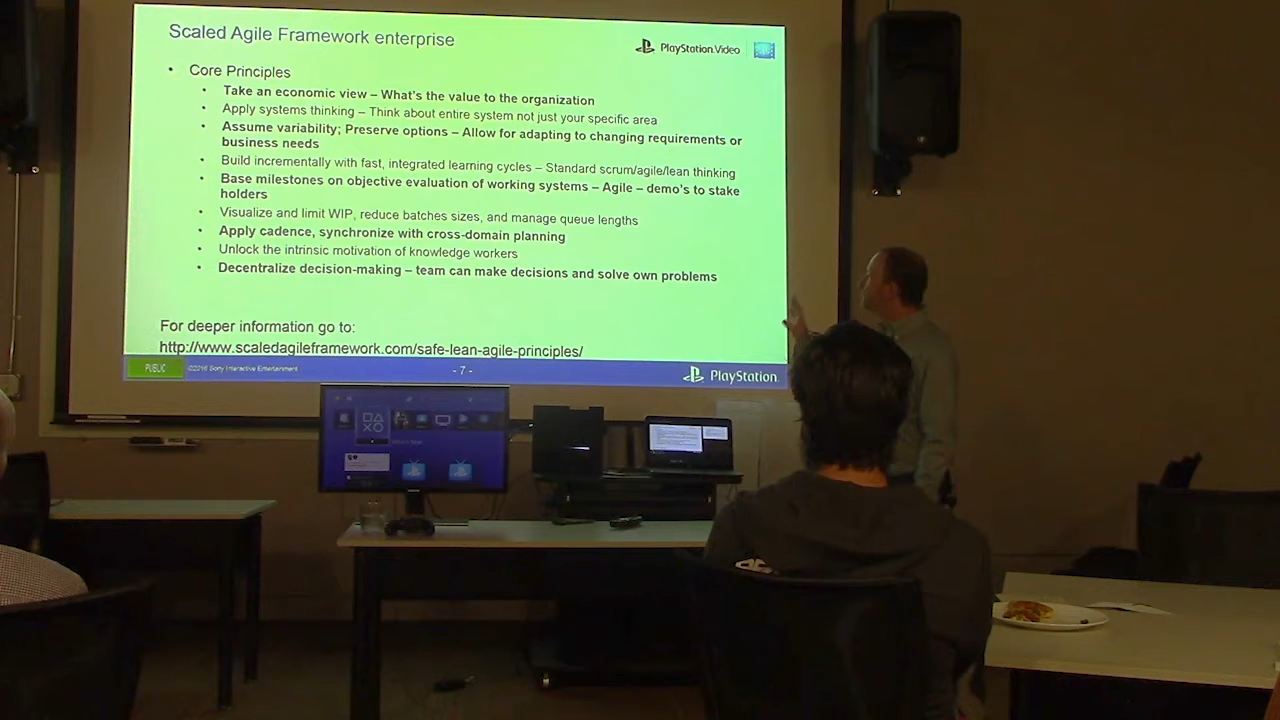 Scaled Agile Framework enterprise
PlayStation.Video
• Core Principles
• Take an economic view – What's the value to the organization
• Apply systems thinking – Think about entire system not just your specific area
• Assume variability; Preserve options – Allow for adapting to changing requirements or
business needs
• Build incrementally with fast, integrated learning cycles – Standard scrum/agile/lean thinking
• Base milestones on objective evaluation of working systems – Agile – demo's to stake
holders
• Visualize and limit WIP, reduce batches sizes, and manage queue lengths
• Apply cadence, synchronize with cross-domain planning
• Unlock the intrinsic motivation of knowledge workers
• Decentralize decision-making – team can make decisions and solve own problems
For deeper information go to:
http://www.scaledagileframework.com/safe-lean-agile-principles/
PUBLIC
©2016 Sony Interactive Entertainment
- 7 -
PlayStation.